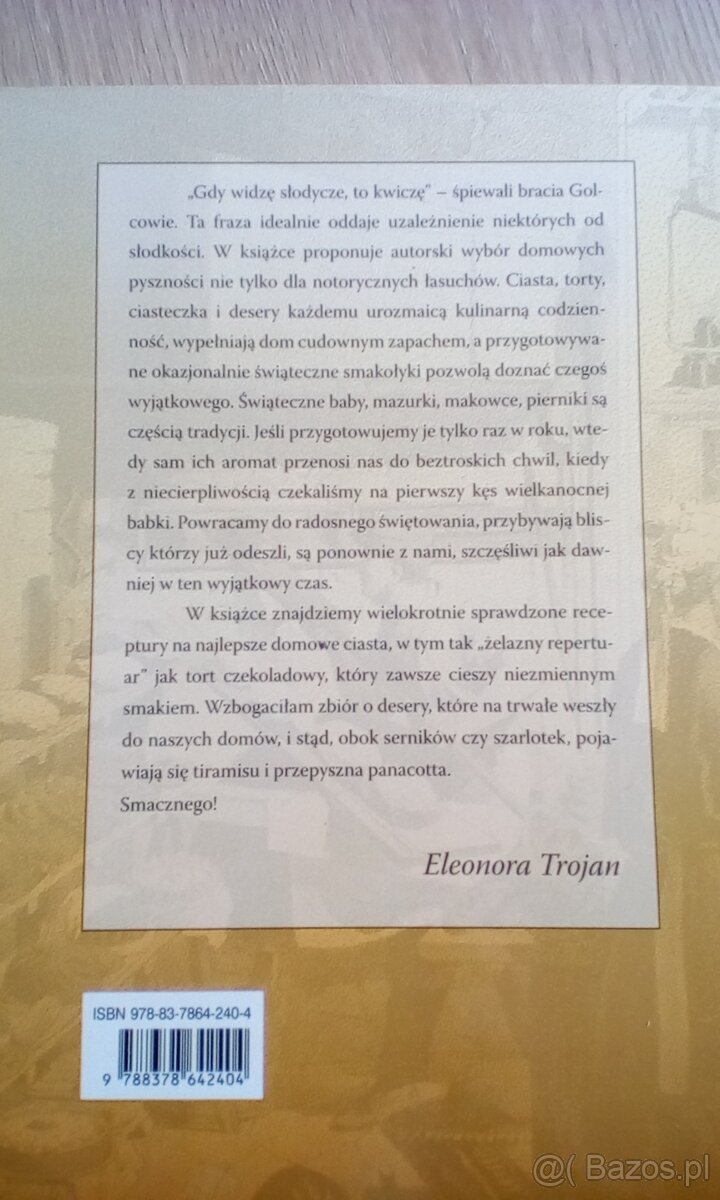 „Gdy widzę słodycze, to kwiczę” – śpiewali bracia Gol-
cowie. Ta fraza idealnie oddaje uzależnienie niektórych od
słodkości. W książce proponuje autorski wybór domowych
pyszności nie tylko dla notorycznych łasuchów. Ciasta, torty,
ciasteczka i desery każdemu urozmaicą kulinarną codzien-
ność, wypełniają dom cudownym zapachem, a przygotowywa-
ne okazjonalnie świąteczne smakołyki pozwolą doznać czegoś
wyjątkowego. Świąteczne baby, mazurki, makowce, pierniki są
częścią tradycji. Jeśli przygotowujemy je tylko raz w roku, wte-
dy sam ich aromat przenosi nas do beztroskich chwil, kiedy
z niecierpliwością czekaliśmy na pierwszy kęs wielkanocnej
babki. Powracamy do radosnego świętowania, przybywają blis-
cy którzy już odeszli, są ponownie z nami, szczęśliwi jak daw-
niej w ten wyjątkowy czas.
W książce znajdziemy wielokrotnie sprawdzone rece-
ptury na najlepsze domowe ciasta, w tym tak „żelazny repertu-
ar” jak tort czekoladowy, który zawsze cieszy niezmiennym
smakiem. Wzbogaciłam zbiór o desery, które na trwałe weszły
do naszych domów, i stąd, obok serników czy szarlotek, poja-
wiają się tiramisu i przepyszna panacotta.
Smacznego!
Eleonora Trojan
ISBN 978-83-7864-240-4
9 788378 642404
@( Bazos.pl